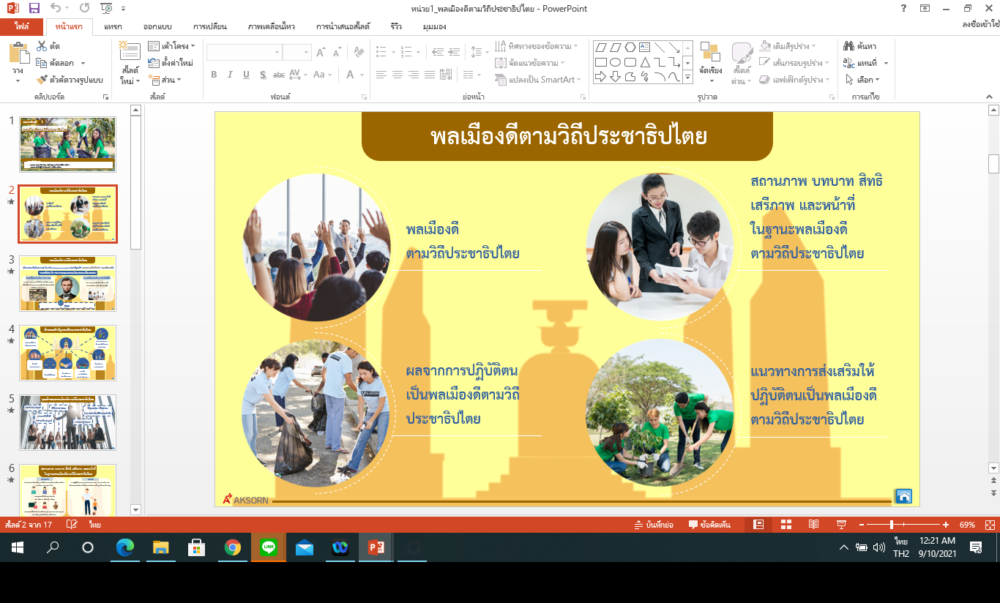 หน่วย1_พลเมืองดีตามวิถีประชาธิปไตย - PowerPoint
ไฟล์ หน้าแรก แทรก ออกแบบ การเปลี่ยน ภาพเคลื่อนไหว การนำเสนอสไลด์ รีวิว มุมมอง
ลงชื่อเข้าใช้
วาง
ตัด
คัดลอก
ตัวคัดวางรูปแบบ
คลิปบอร์ด
สไลด์
ใหม่
เค้าโครง
ตั้งค่าใหม่
ส่วน
สไลด์
B I U S abc AV Aa A
ฟอนต์
ทิศทางของข้อความ
จัดแนวข้อความ
แปลงเป็น SmartArt
ย่อหน้า
จัดเรียง
สไตล์
ด่วน
เติมสีรูปร่าง
เส้นกรอบรูปร่าง
เอฟเฟ็กต์รูปร่าง
รูปวาด
ค้นหา
แทนที่
เลือก
การแก้ไข
1
2
3
4
5
6
พลเมืองดีตามวิถีประชาธิปไตย
พลเมืองดี
ตามวิถีประชาธิปไตย
สถานภาพ บทบาท สิทธิ
เสรีภาพ และหน้าที่
ในฐานะพลเมืองดี
ตามวิถีประชาธิปไตย
ผลจากการปฏิบัติตน
เป็นพลเมืองดีตามวิถี
ประชาธิปไตย
แนวทางการส่งเสริมให้
ปฏิบัติตนเป็นพลเมืองดี
ตามวิถีประชาธิปไตย
VOLUNTEER
AKSORN
สไลด์ 2 จาก 17 ไทย
บันทึกย่อ ข้อคิดเห็น 69%
LINE
ไทย
TH2
12:21 AM
9/10/2021